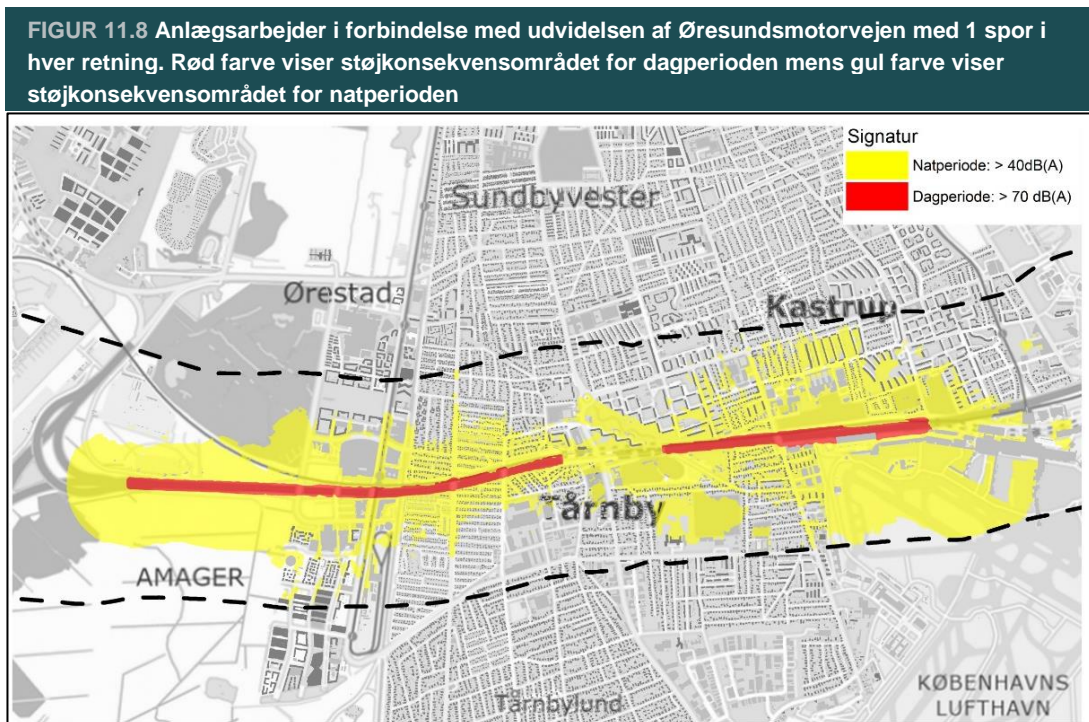 FIGUR 11.8 Anlægsarbejder i forbindelse med udvidelsen af Øresundsmotorvejen med 1 spor i
hver retning. Rød farve viser støjkonsekvensområdet for dagperioden mens gul farve viser
støjkonsekvensområdet for natperioden
Signatur
Natperiode: > 40dB(A)
Dagperiode: > 70 dB(A)
Sundbyvester
Ørestad
Kastrup
Tårnby
AMAGER
Tårnbylund
KØBENHAVNS
LUFTHAVN